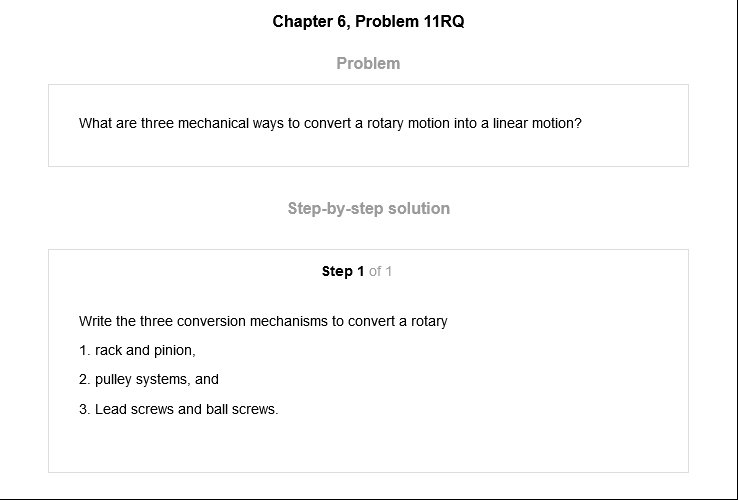 Chapter 6, Problem 11RQ
Problem
What are three mechanical ways to convert a rotary motion into a linear motion?
Step-by-step solution
Step 1 of 1
Write the three conversion mechanisms to convert a rotary
1. rack and pinion,
2. pulley systems, and
3. Lead screws and ball screws.